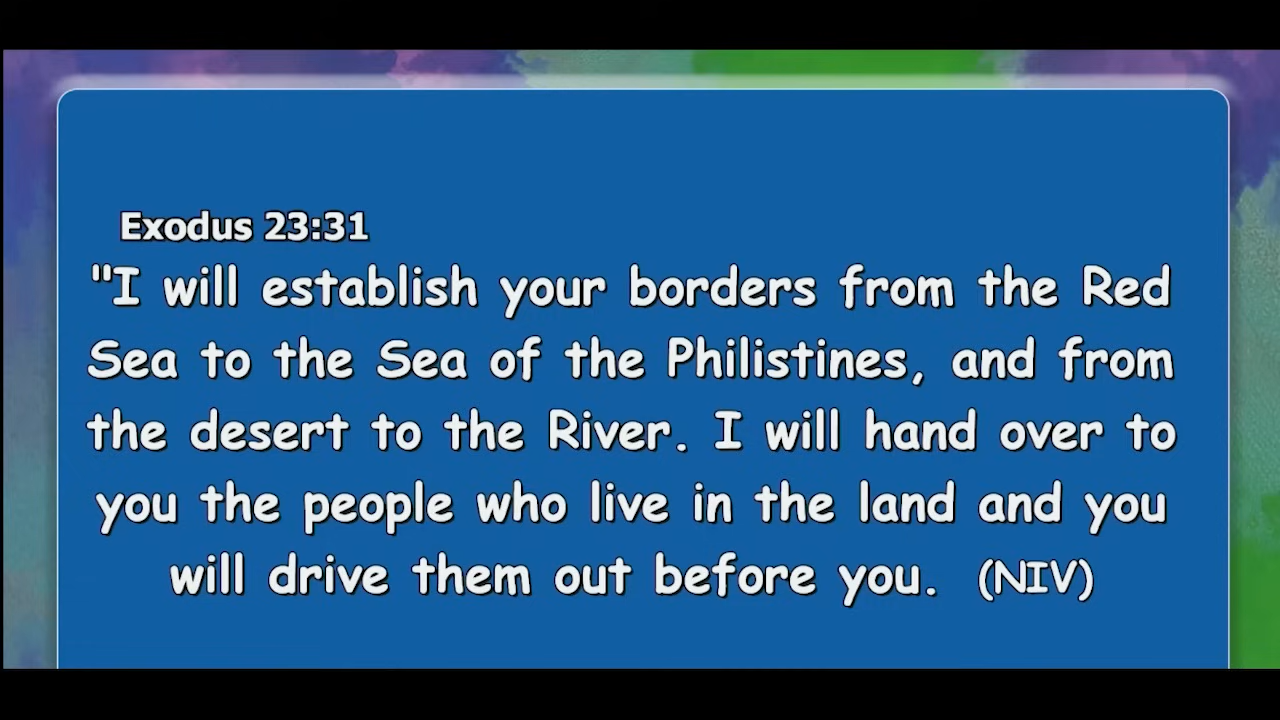 Exodus 23:31
"I will establish your borders from the Red
Sea to the Sea of the Philistines, and from
the desert to the River. I will hand over to
you the people who live in the land and you
will drive them out before you. (NIV)